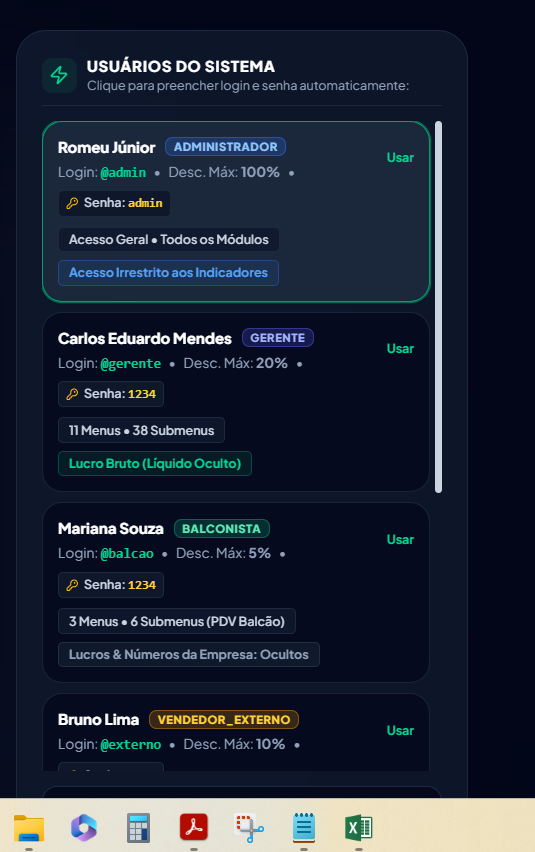 USUÁRIOS DO SISTEMA
Clique para preencher login e senha automaticamente:
Romeu Júnior ADMINISTRADOR
Usar
Login: @admin • Desc. Máx: 100% •
Senha: admin
Acesso Geral • Todos os Módulos
Acesso Irrestrito aos Indicadores
Carlos Eduardo Mendes GERENTE
Usar
Login: @gerente • Desc. Máx: 20% •
Senha: 1234
11 Menus • 38 Submenus
Lucro Bruto (Líquido Oculto)
Mariana Souza BALCONISTA
Usar
Login: @balcao • Desc. Máx: 5% •
Senha: 1234
3 Menus • 6 Submenus (PDV Balcão)
Lucros & Números da Empresa: Ocultos
Bruno Lima VENDEDOR_EXTERNO
Usar
Login: @externo • Desc. Máx: 10% •